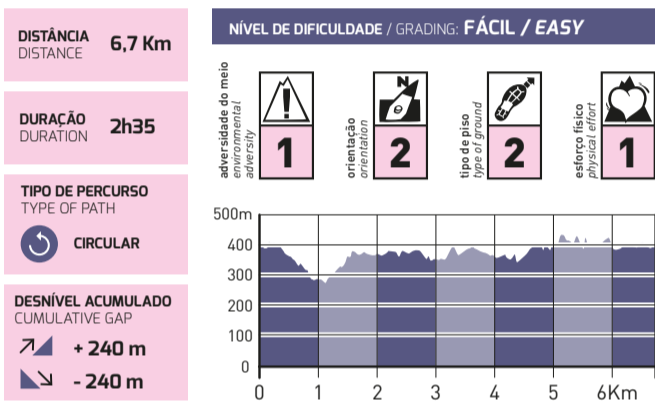 DISTÂNCIA
DISTANCE
6,7 Km
DURAÇÃO
DURATION
2h35
TIPO DE PERCURSO
TYPE OF PATH
CIRCULAR
DESNÍVEL ACUMULADO
CUMULATIVE GAP
+ 240 m
- 240 m
NÍVEL DE DIFICULDADE / GRADING: FÁCIL / EASY
adversidade do meio
environmental
adversity
1
orientação
orientation
N
2
tipo de piso
type of ground
2
esforço físico
physical effort
1
500m
400
300
200
100
0
0 1 2 3 4 5 6Km